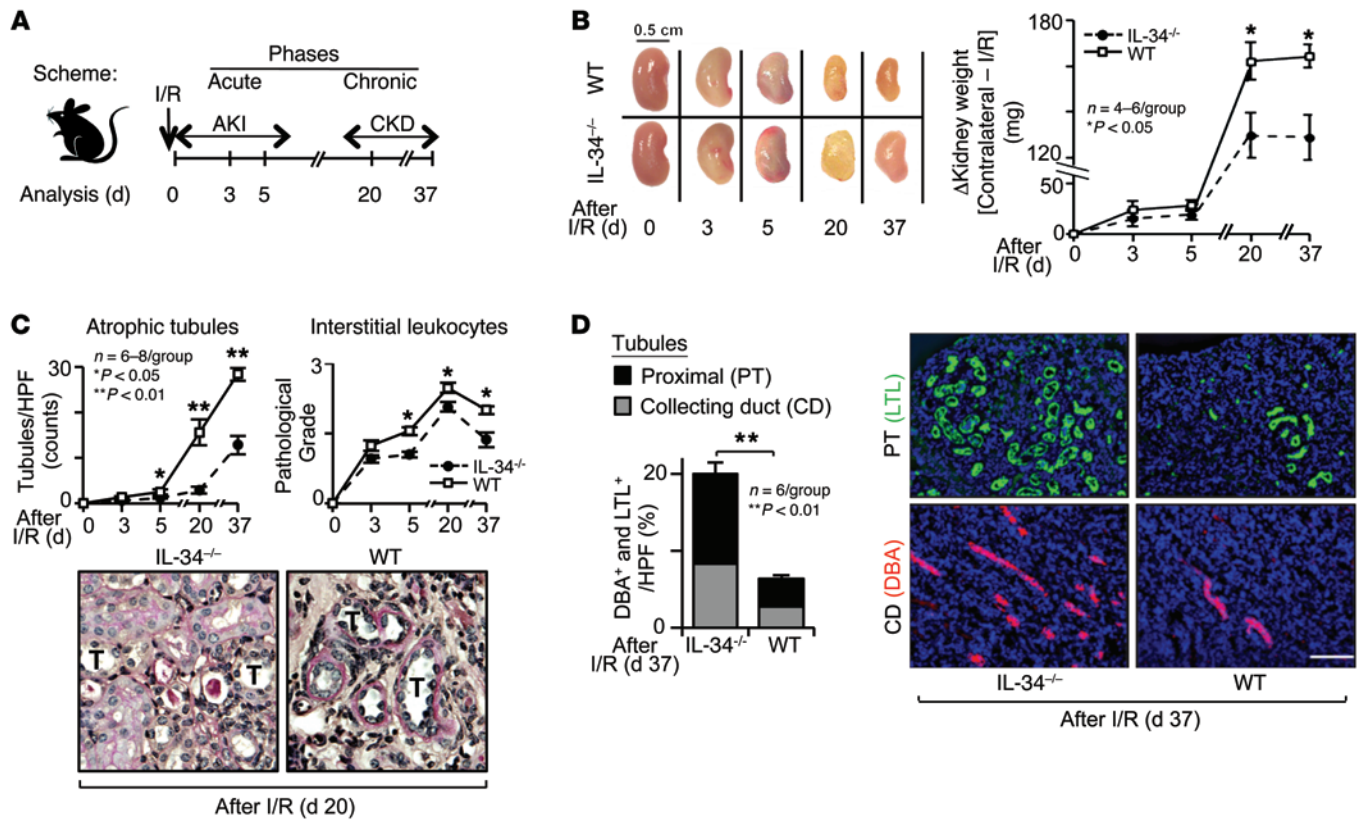 A
Scheme:
Phases
Acute Chronic
I/R
AKI CKD
Analysis (d) 0 3 5 20 37
B
0.5 cm
WT
IL-34⁻/⁻
After
I/R (d) 0 3 5 20 37
ΔKidney weight
[Contralateral – I/R]
(mg)
180
120
50
0
IL-34⁻/⁻
WT
n = 4–6/group
*P < 0.05
* *
After
I/R (d) 0 3 5 20 37
C
Atrophic tubules
Tubules/HPF
(counts)
30
0
n = 6–8/group
*P < 0.05
**P < 0.01
* ** **
After
I/R (d) 0 3 5 20 37
Interstitial leukocytes
Pathological
Grade
3
0
* * *
IL-34⁻/⁻
WT
0 3 5 20 37
IL-34⁻/⁻ WT
T T T T
After I/R (d 20)
D
Tubules
Proximal (PT)
Collecting duct (CD)
DBA⁺ and LTL⁺
/HPF (%)
20
0
**
n = 6/group
**P < 0.01
After
I/R (d 37) IL-34⁻/⁻ WT
PT (LTL)
CD (DBA)
IL-34⁻/⁻ WT
After I/R (d 37)